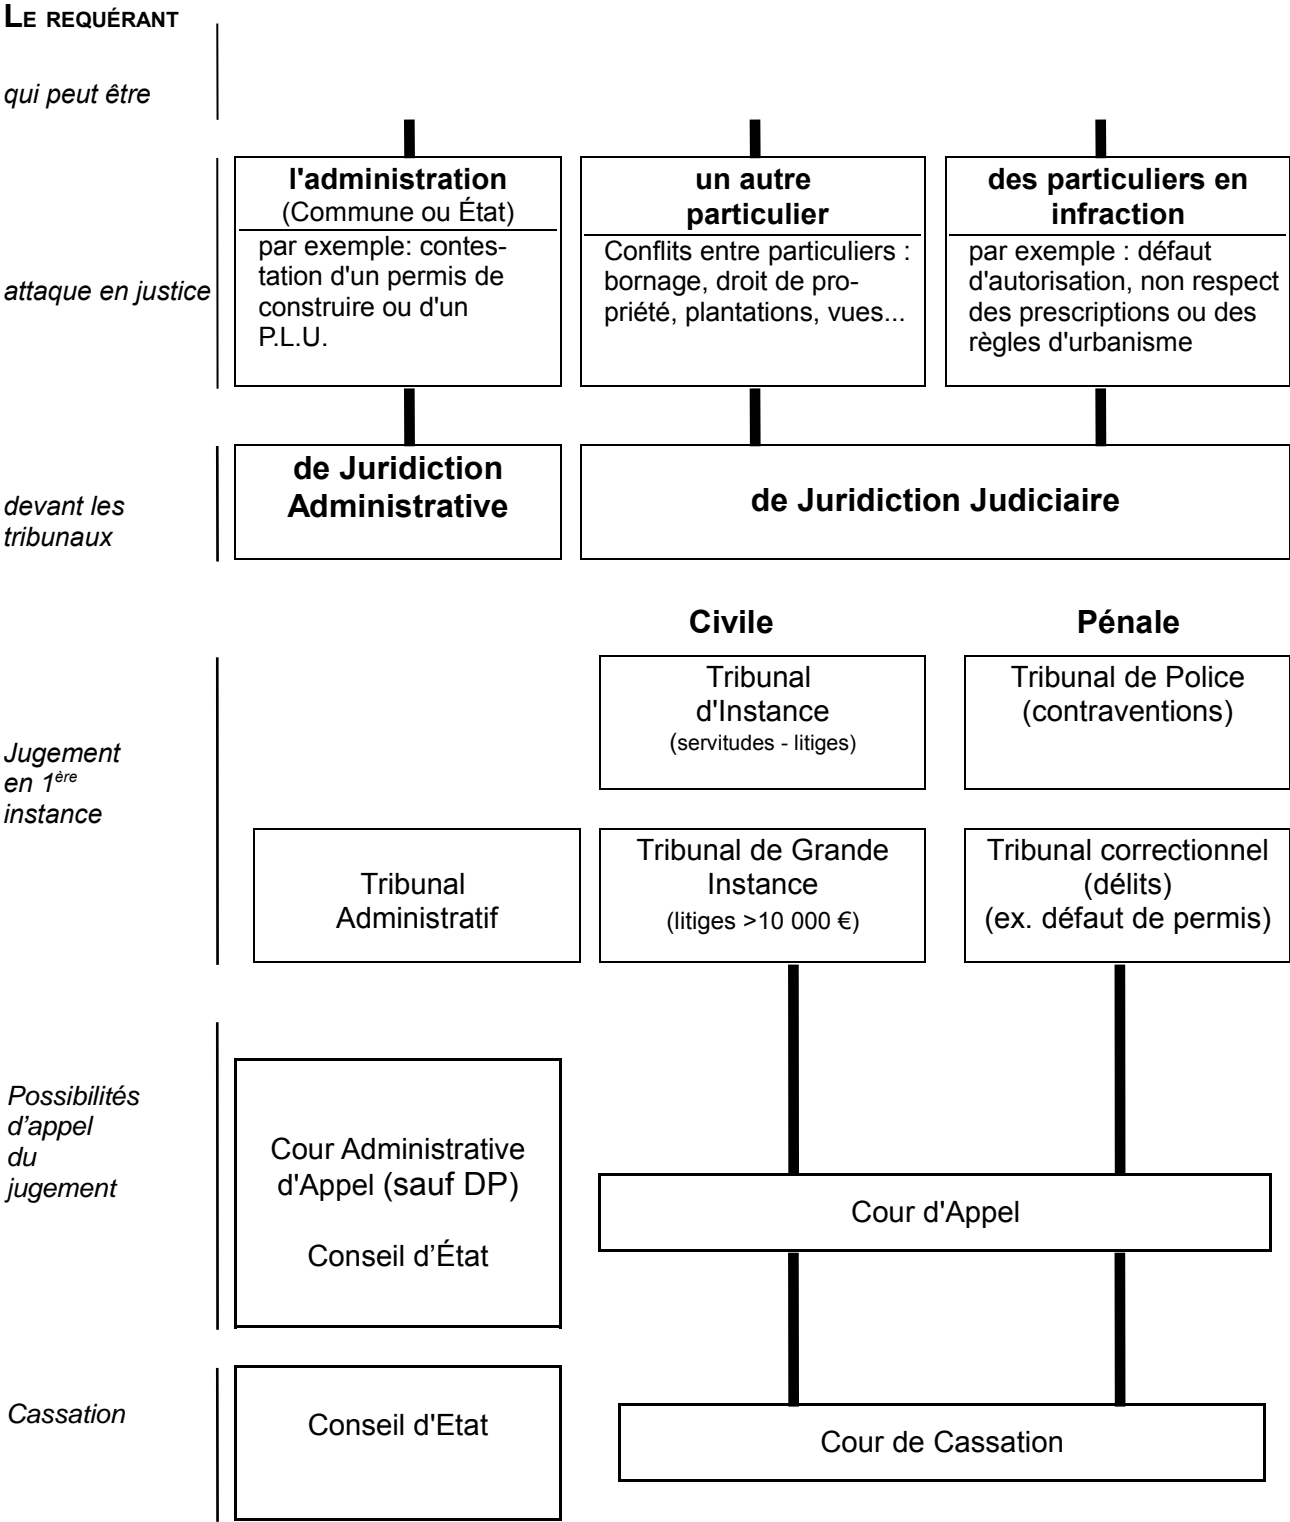 LE REQUÉRANT
qui peut être
attaque en justice
l'administration
(Commune ou État)
par exemple: contes-
tation d'un permis de
construire ou d'un
P.L.U.
un autre
particulier
Conflits entre particuliers :
bornage, droit de pro-
priété, plantations, vues...
des particuliers en
infraction
par exemple : défaut
d'autorisation, non respect
des prescriptions ou des
règles d'urbanisme
devant les
tribunaux
de Juridiction
Administrative
de Juridiction Judiciaire
Civile
Pénale
Jugement
en 1ère
instance
Tribunal
d'Instance
(servitudes - litiges)
Tribunal de Police
(contraventions)
Tribunal
Administratif
Tribunal de Grande
Instance
(litiges >10 000 €)
Tribunal correctionnel
(délits)
(ex. défaut de permis)
Possibilités
d’appel
du
jugement
Cour Administrative
d'Appel (sauf DP)
Conseil d’État
Cour d'Appel
Cassation
Conseil d'Etat
Cour de Cassation